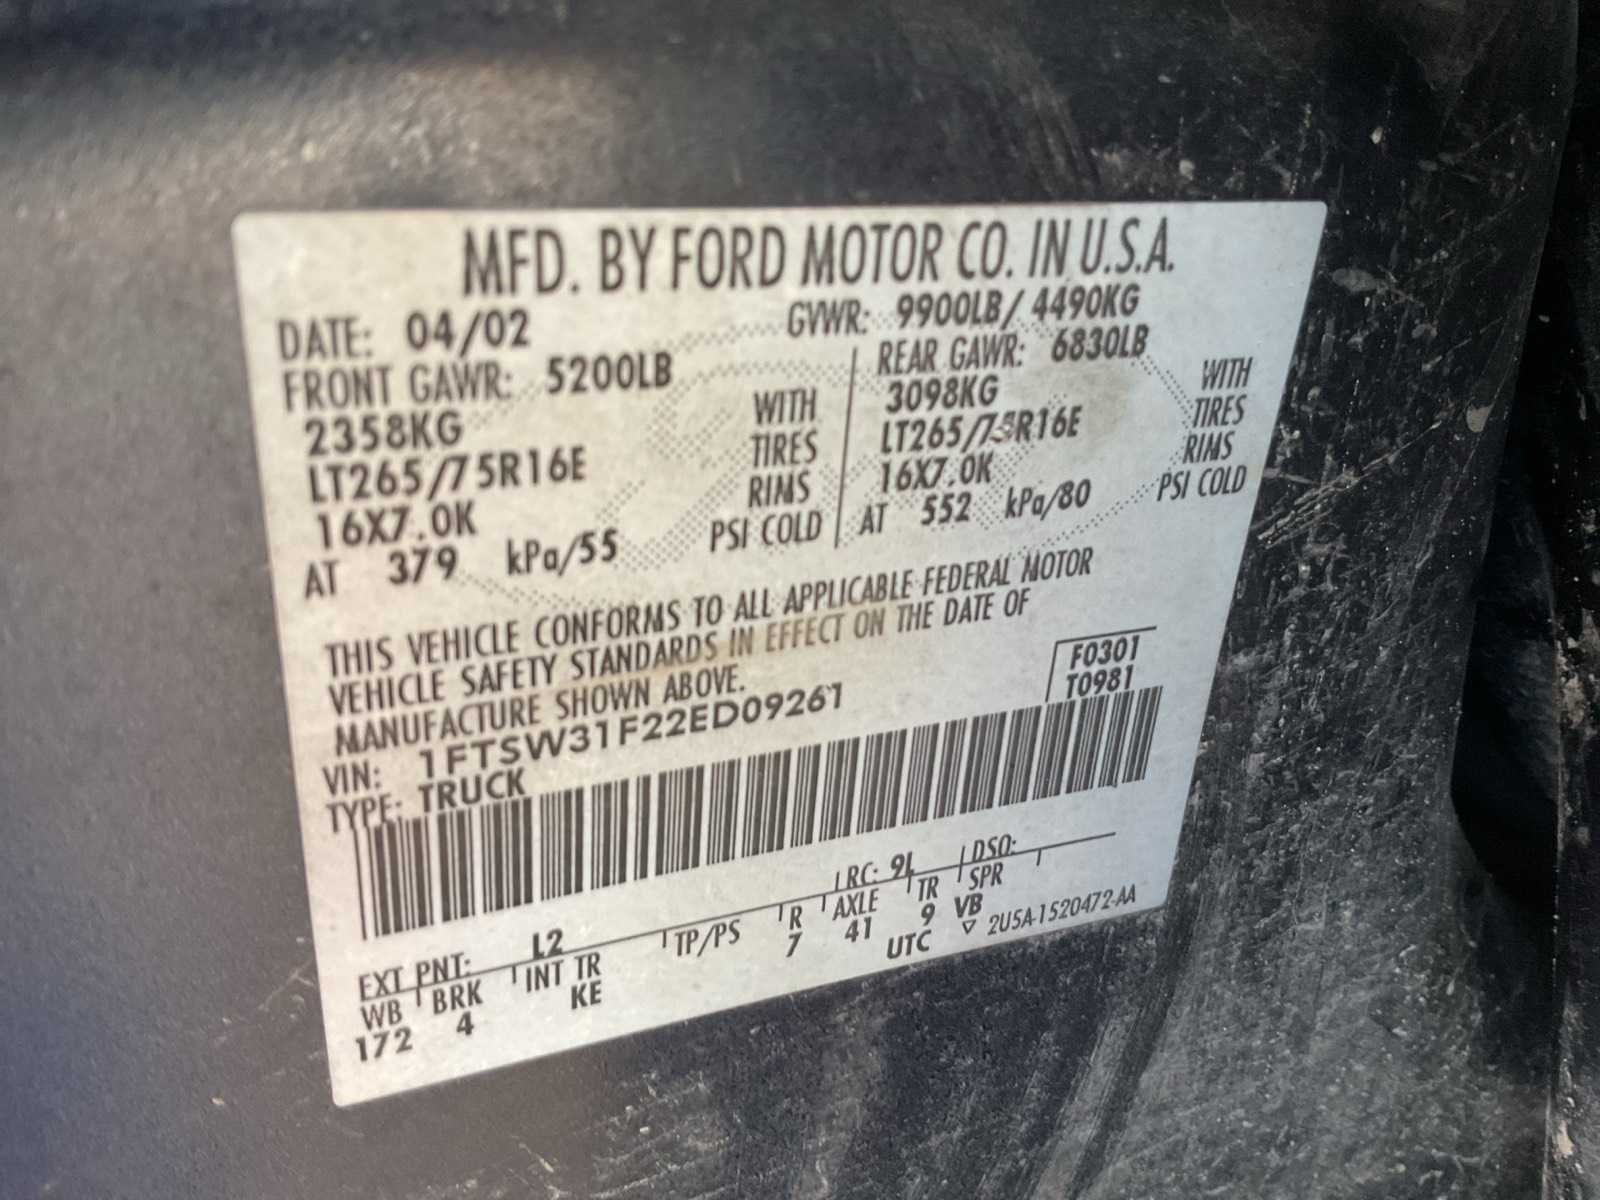 MFD. BY FORD MOTOR CO. IN U.S.A.
DATE: 04/02 GVWR: 9900LB/ 4490KG
FRONT GAWR: 5200LB REAR GAWR: 6830LB
2358KG WITH 3098KG WITH
LT265/75R16E TIRES LT265/75R16E TIRES
16X7.0K RIMS 16X7.0K RIMS
AT 379 kPa/55 PSI COLD AT 552 kPa/80 PSI COLD
THIS VEHICLE CONFORMS TO ALL APPLICABLE FEDERAL MOTOR
VEHICLE SAFETY STANDARDS IN EFFECT ON THE DATE OF
MANUFACTURE SHOWN ABOVE.
F0301
T0981
VIN: 1FTSW31F22ED09261
TYPE: TRUCK
EXT PNT: L2 RC: 9L DSO:
WB BRK INT TR TP/PS R AXLE TR SPR
172 4 KE 7 41 9 VB
UTC ▽ 2U5A-1520472-AA